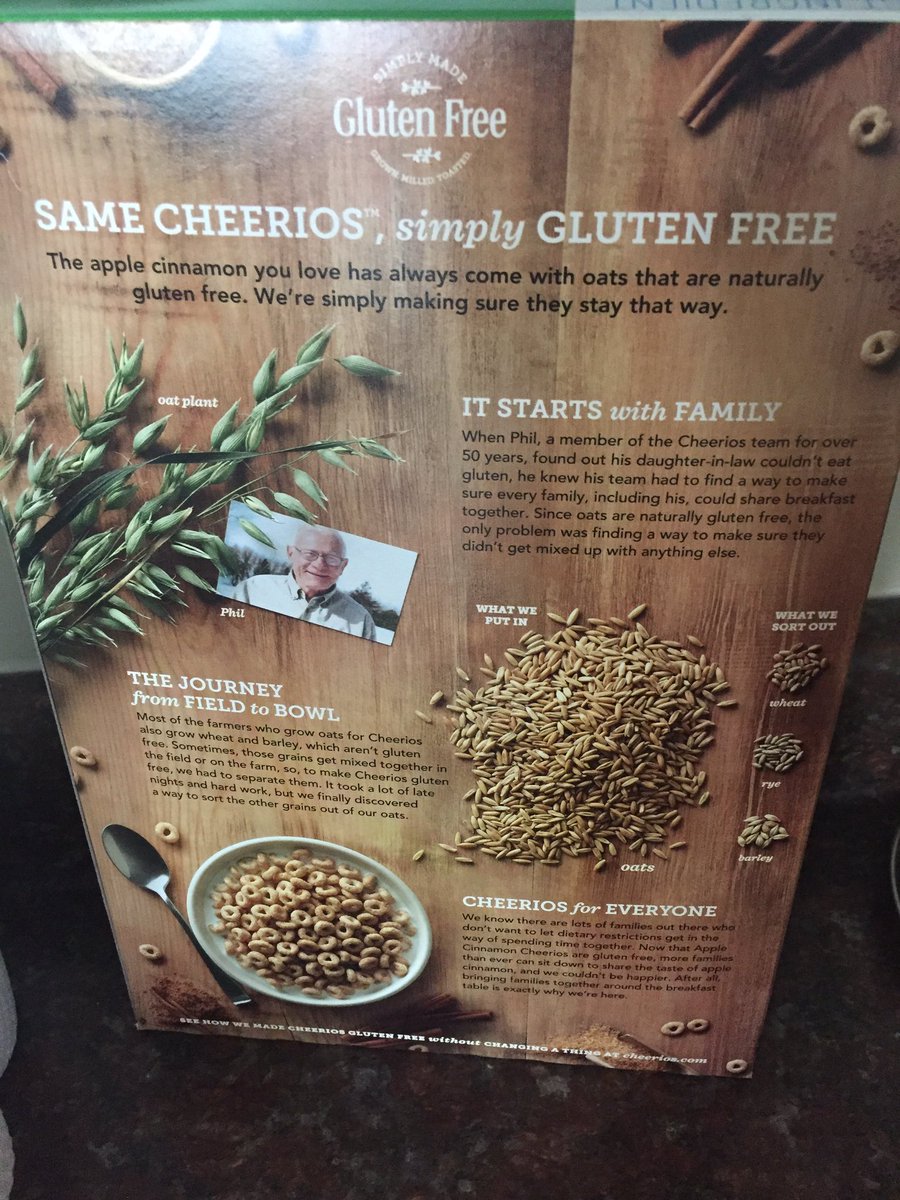 SIMPLY MADE
Gluten Free
GROWN. MILLED. TOASTED.
SAME CHEERIOS™, simply GLUTEN FREE
The apple cinnamon you love has always come with oats that are naturally
gluten free. We're simply making sure they stay that way.
oat plant
Phil
IT STARTS with FAMILY
When Phil, a member of the Cheerios team for over
50 years, found out his daughter-in-law couldn't eat
gluten, he knew his team had to find a way to make
sure every family, including his, could share breakfast
together. Since oats are naturally gluten free, the
only problem was finding a way to make sure they
didn't get mixed up with anything else.
WHAT WE
PUT IN
oats
WHAT WE
SORT OUT
wheat
rye
barley
THE JOURNEY
from FIELD to BOWL
Most of the farmers who grow oats for Cheerios
also grow wheat and barley, which aren't gluten
free. Sometimes, those grains get mixed together in
the field or on the farm, so, to make Cheerios gluten
free, we had to separate them. It took a lot of late
nights and hard work, but we finally discovered
a way to sort the other grains out of our oats.
CHEERIOS for EVERYONE
We know there are lots of families out there who
don't want to let dietary restrictions get in the
way of spending time together. Now that Apple
Cinnamon Cheerios are gluten free, more families
than ever can sit down to share the taste of apple
cinnamon, and we couldn't be happier. After all,
bringing families together around the breakfast
table is exactly why we're here.
SEE HOW WE MADE CHEERIOS GLUTEN FREE without CHANGING A THING AT cheerios.com